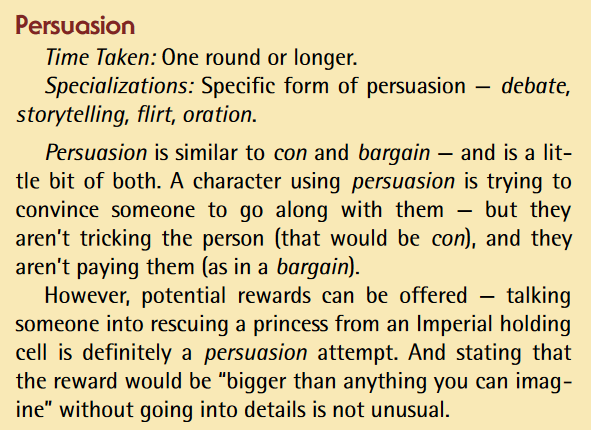 Persuasion
Time Taken: One round or longer.
Specializations: Specific form of persuasion — debate,
storytelling, flirt, oration.
Persuasion is similar to con and bargain — and is a lit-
tle bit of both. A character using persuasion is trying to
convince someone to go along with them — but they
aren't tricking the person (that would be con), and they
aren't paying them (as in a bargain).
However, potential rewards can be offered — talking
someone into rescuing a princess from an Imperial holding
cell is definitely a persuasion attempt. And stating that
the reward would be “bigger than anything you can imag-
ine” without going into details is not unusual.